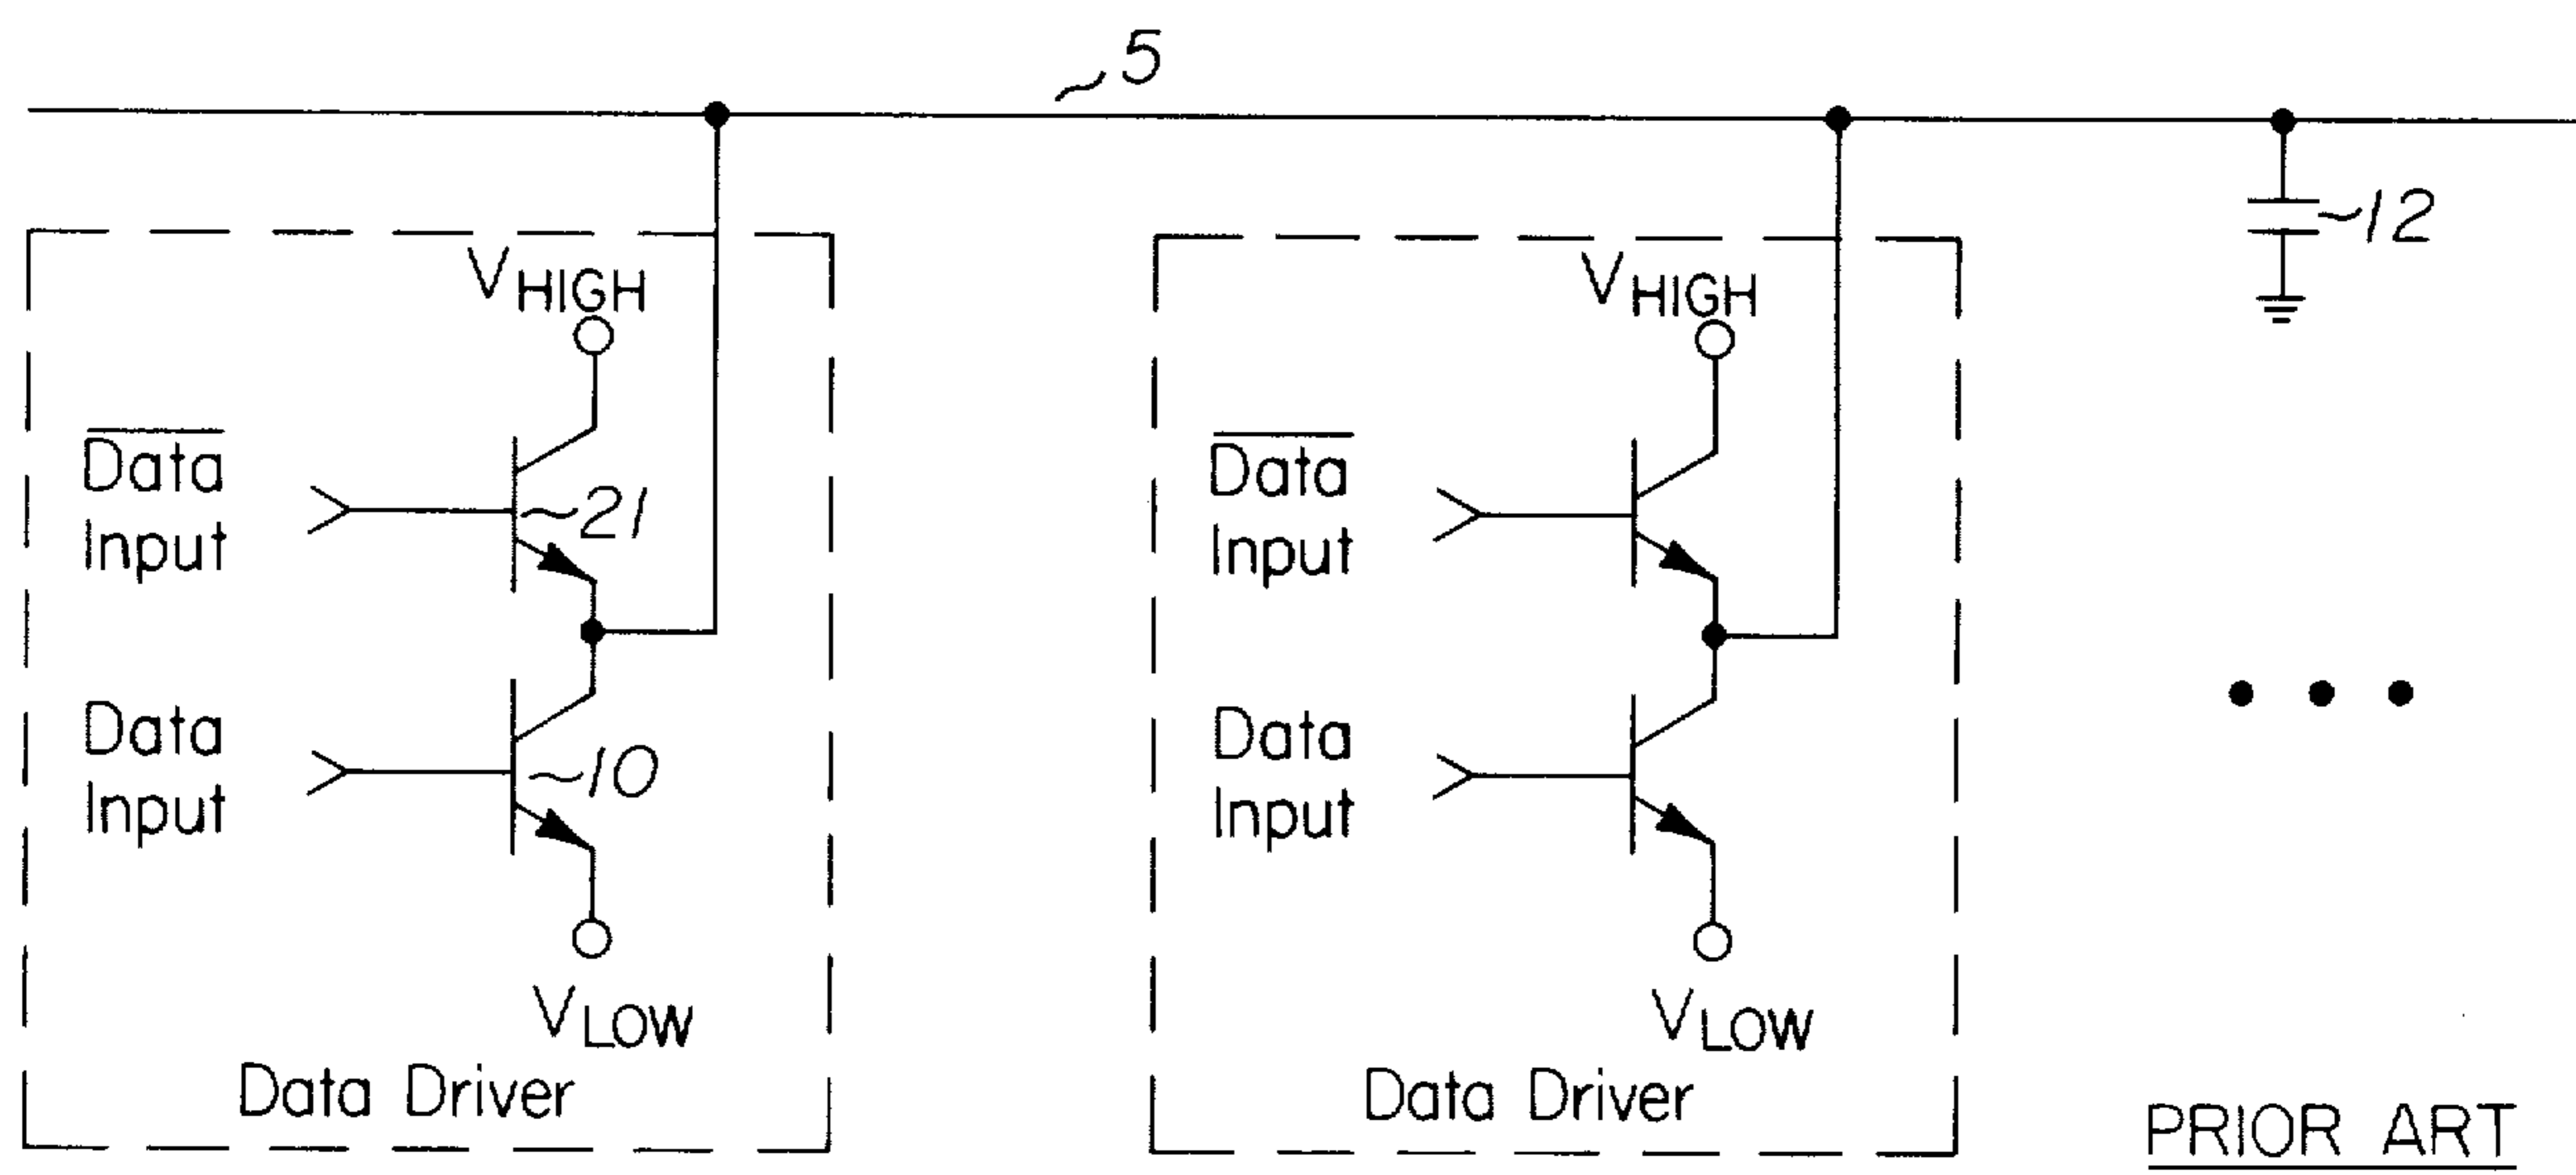 5
12
VHIGH
Data
Input
21
Data
Input
10
VLOW
Data Driver
VHIGH
Data
Input
Data
Input
VLOW
Data Driver
PRIOR ART